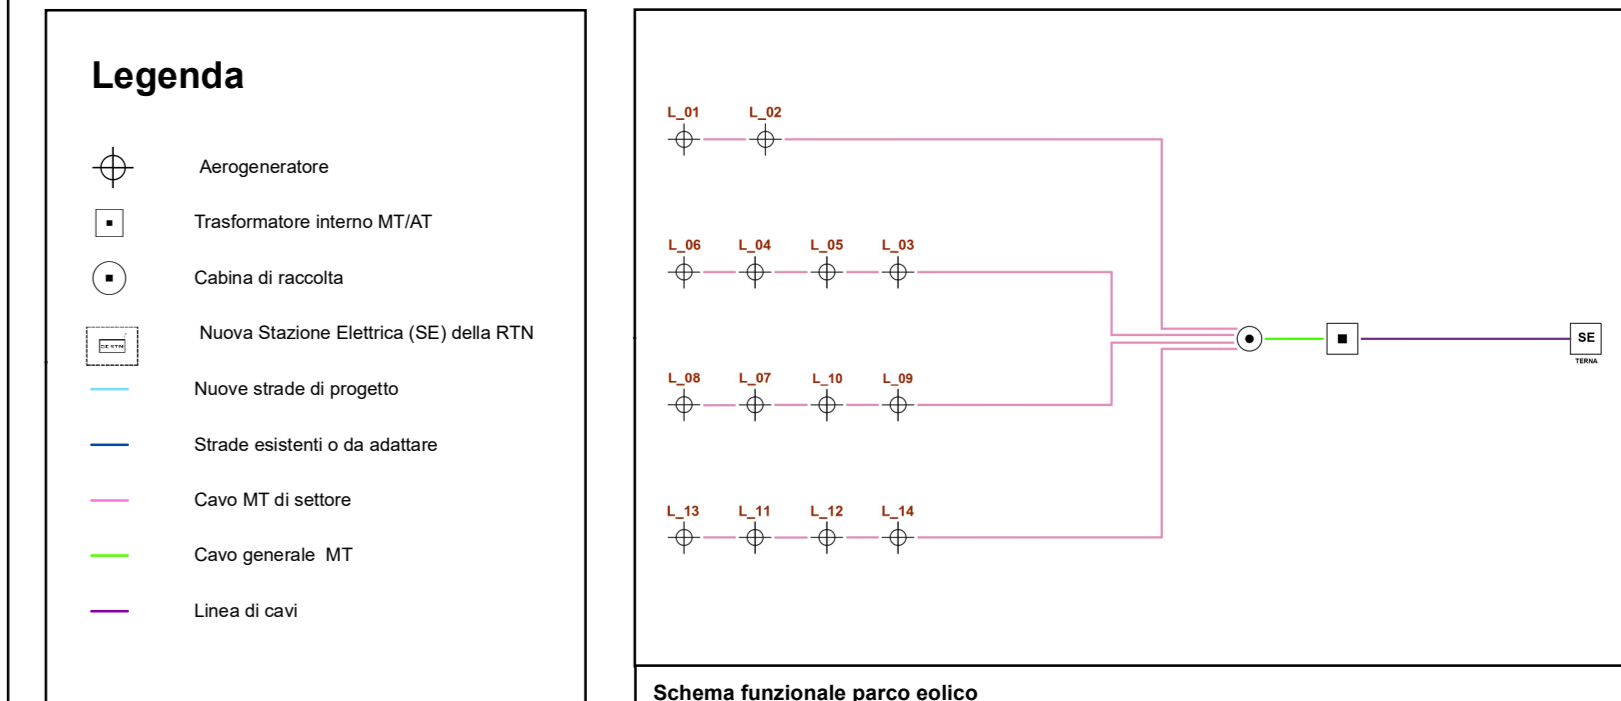 Legenda
Aerogeneratore
Trasformatore interno MT/AT
Cabina di raccolta
Nuova Stazione Elettrica (SE) della RTN
Nuove strade di progetto
Strade esistenti o da adattare
Cavo MT di settore
Cavo generale MT
Linea di cavi
L_01 L_02
L_06 L_04 L_05 L_03
L_08 L_07 L_10 L_09
L_13 L_11 L_12 L_14
SE
TERNA
Schema funzionale parco eolico